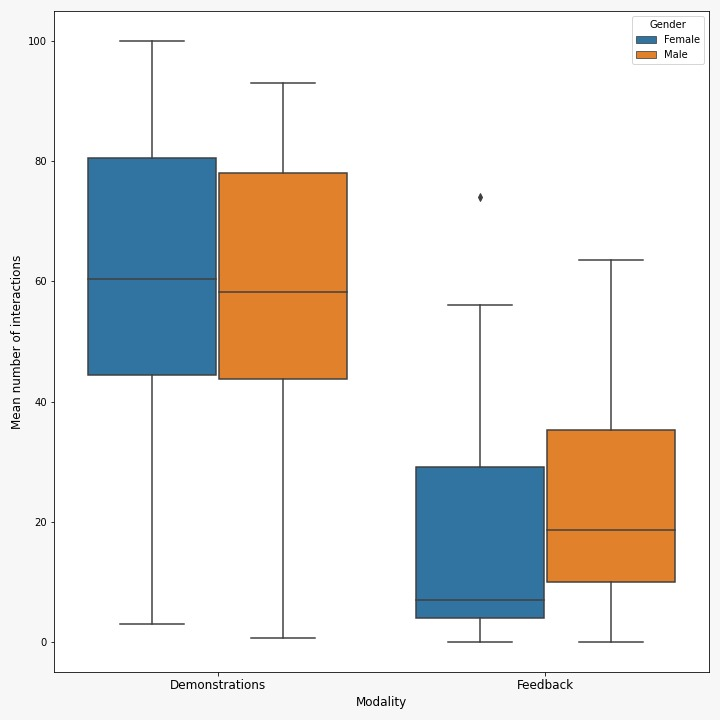 Gender
Female
Male
100
80
60
40
20
0
Mean number of interactions
Demonstrations
Feedback
Modality